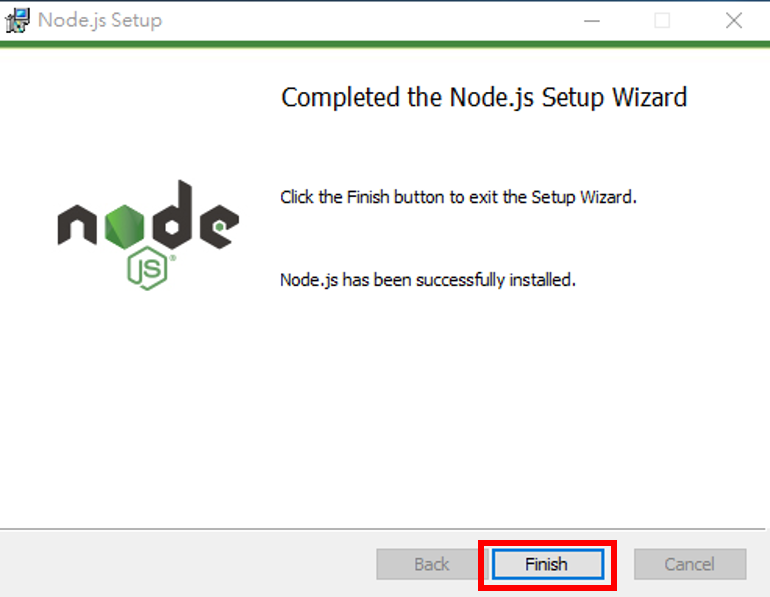 Node.js Setup
Completed the Node.js Setup Wizard
Click the Finish button to exit the Setup Wizard.
node
JS®
Node.js has been successfully installed.
Back
Finish
Cancel